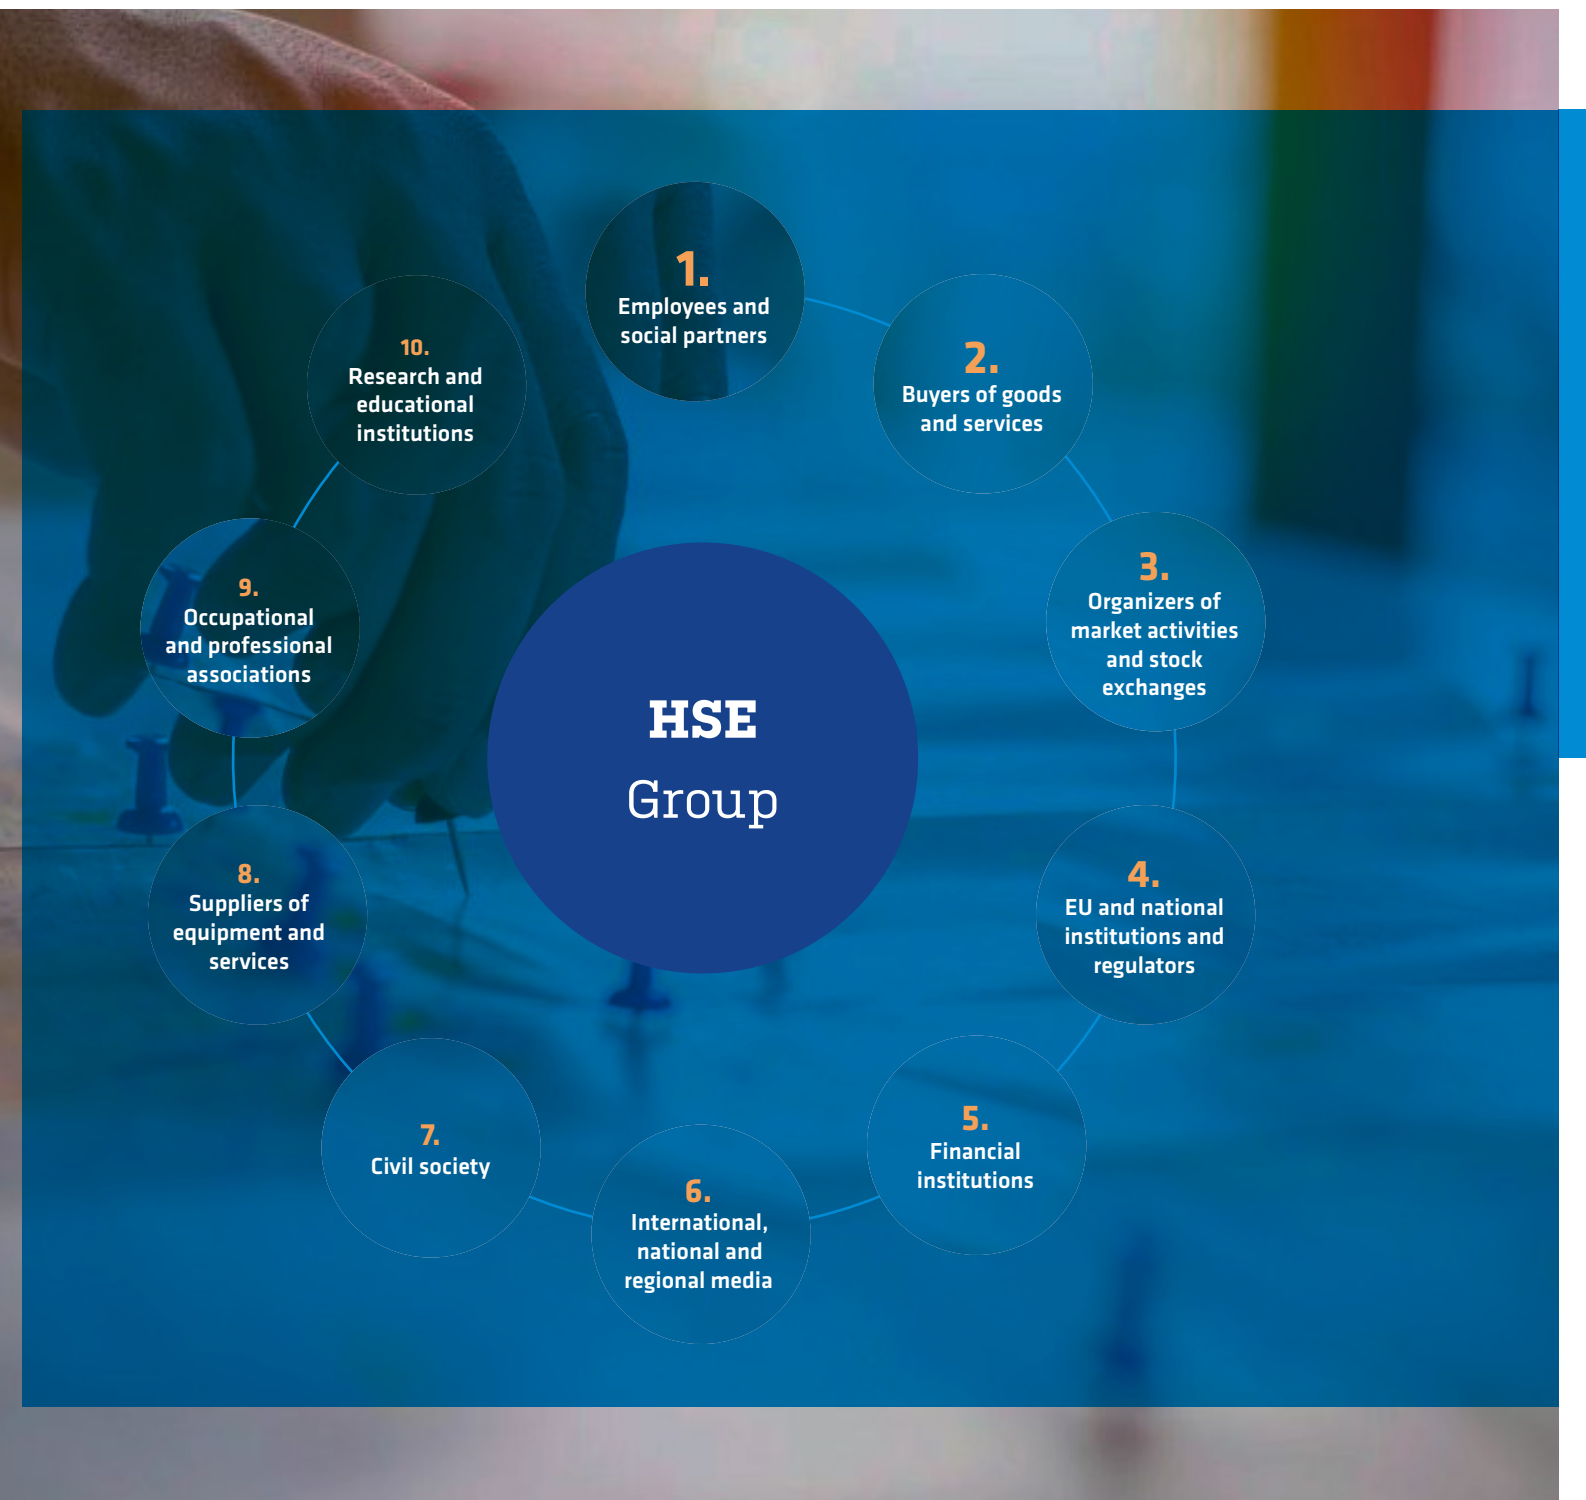 1.
Employees and
social partners
2.
Buyers of goods
and services
3.
Organizers of
market activities
and stock
exchanges
4.
EU and national
institutions and
regulators
5.
Financial
institutions
6.
International,
national and
regional media
7.
Civil society
8.
Suppliers of
equipment and
services
9.
Occupational
and professional
associations
10.
Research and
educational
institutions
HSE
Group